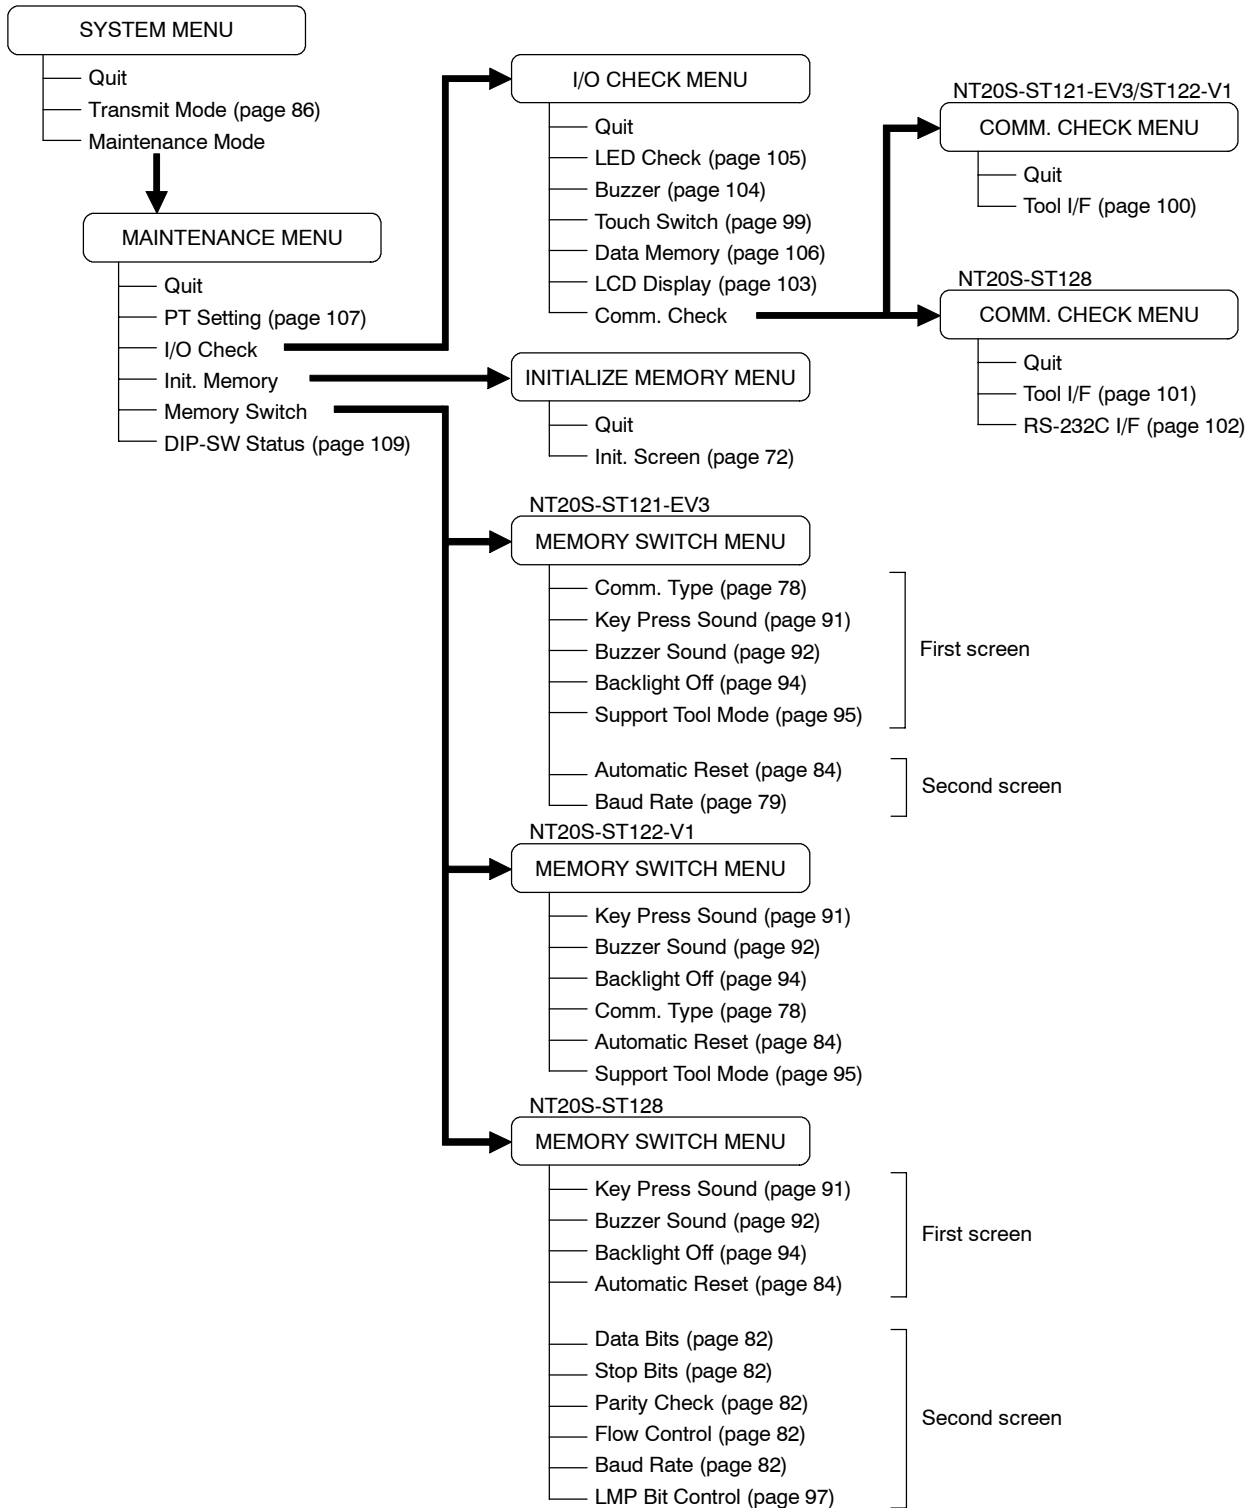 SYSTEM MENU
Quit
Transmit Mode (page 86)
Maintenance Mode
MAINTENANCE MENU
Quit
PT Setting (page 107)
I/O Check
Init. Memory
Memory Switch
DIP-SW Status (page 109)
I/O CHECK MENU
Quit
LED Check (page 105)
Buzzer (page 104)
Touch Switch (page 99)
Data Memory (page 106)
LCD Display (page 103)
Comm. Check
NT20S-ST121-EV3/ST122-V1
COMM. CHECK MENU
Quit
Tool I/F (page 100)
NT20S-ST128
COMM. CHECK MENU
Quit
Tool I/F (page 101)
RS-232C I/F (page 102)
INITIALIZE MEMORY MENU
Quit
Init. Screen (page 72)
NT20S-ST121-EV3
MEMORY SWITCH MENU
Comm. Type (page 78)
Key Press Sound (page 91)
Buzzer Sound (page 92)
Backlight Off (page 94)
Support Tool Mode (page 95)
First screen
Automatic Reset (page 84)
Baud Rate (page 79)
Second screen
NT20S-ST122-V1
MEMORY SWITCH MENU
Key Press Sound (page 91)
Buzzer Sound (page 92)
Backlight Off (page 94)
Comm. Type (page 78)
Automatic Reset (page 84)
Support Tool Mode (page 95)
NT20S-ST128
MEMORY SWITCH MENU
Key Press Sound (page 91)
Buzzer Sound (page 92)
Backlight Off (page 94)
Automatic Reset (page 84)
First screen
Data Bits (page 82)
Stop Bits (page 82)
Parity Check (page 82)
Flow Control (page 82)
Baud Rate (page 82)
LMP Bit Control (page 97)
Second screen